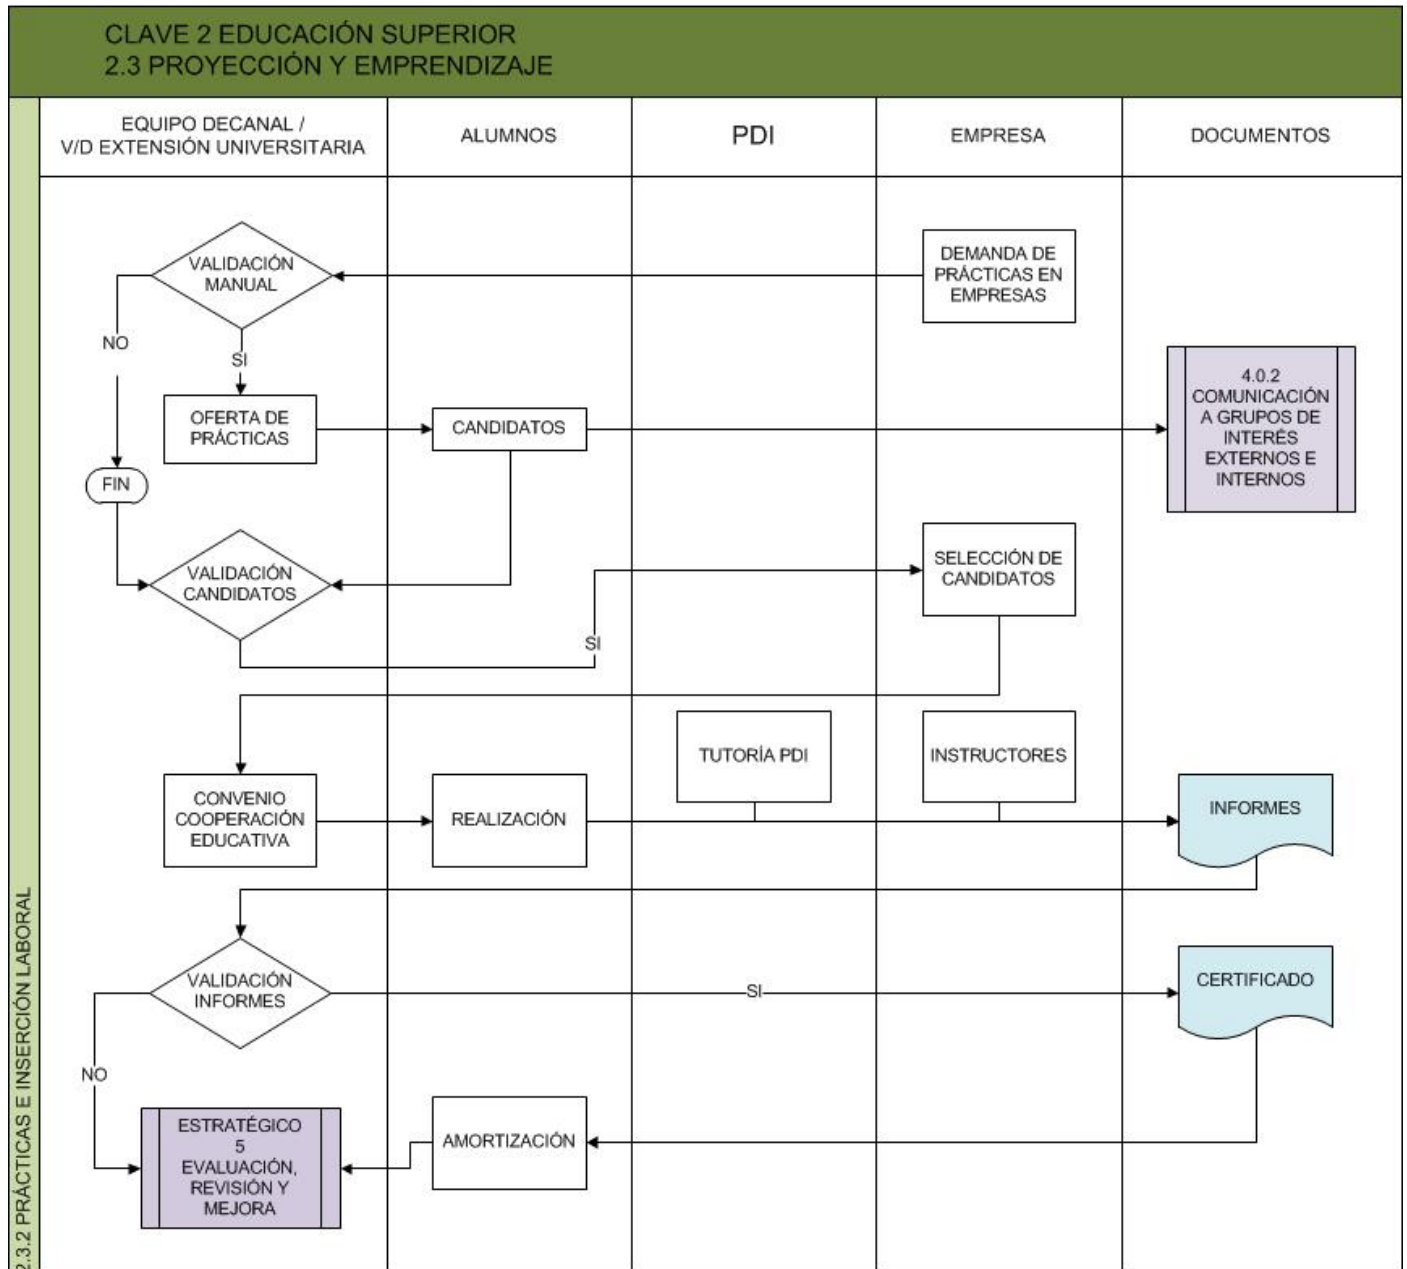 CLAVE 2 EDUCACIÓN SUPERIOR
2.3 PROYECCIÓN Y EMPRENDIZAJE
EQUIPO DECANAL /
V/D EXTENSIÓN UNIVERSITARIA
ALUMNOS
PDI
EMPRESA
DOCUMENTOS
VALIDACIÓN
MANUAL
DEMANDA DE
PRÁCTICAS EN
EMPRESAS
NO
SI
OFERTA DE
PRÁCTICAS
CANDIDATOS
4.0.2
COMUNICACIÓN
A GRUPOS DE
INTERÉS
EXTERNOS E
INTERNOS
FIN
VALIDACIÓN
CANDIDATOS
SELECCIÓN DE
CANDIDATOS
SI
TUTORÍA PDI
INSTRUCTORES
CONVENIO
COOPERACIÓN
EDUCATIVA
REALIZACIÓN
INFORMES
VALIDACIÓN
INFORMES
SI
CERTIFICADO
NO
ESTRATÉGICO
5
EVALUACIÓN,
REVISIÓN Y
MEJORA
AMORTIZACIÓN
2.3.2 PRÁCTICAS E INSERCIÓN LABORAL